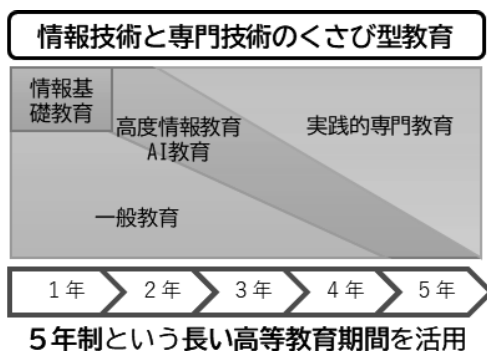 情報技術と専門技術のくさび型教育
情報基
礎教育
高度情報教育
AI教育
実践的専門教育
一般教育
1年
2年
3年
4年
5年
5年制という長い高等教育期間を活用